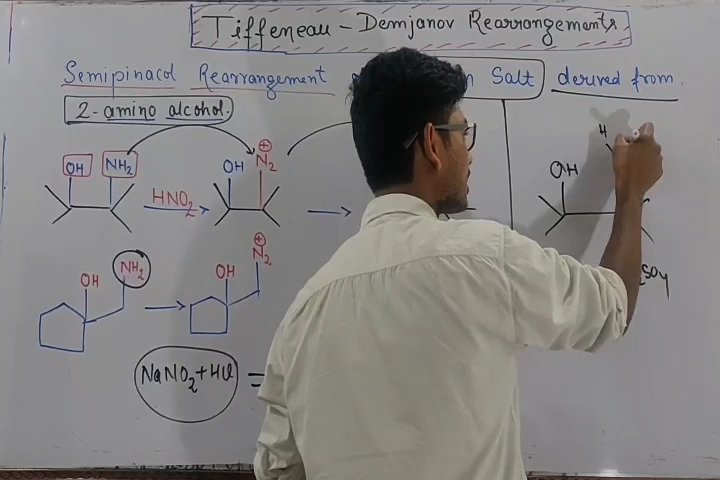 Tiffeneau - Demjanov Rearrangements
Semipinacol Rearrangement Salt derived from
2-amino alcohol.
OH NH2 OH N2 ⊕
HNO2
OH H
OH NH2 OH N2 ⊕
SO4
NaNO2 + HCl =